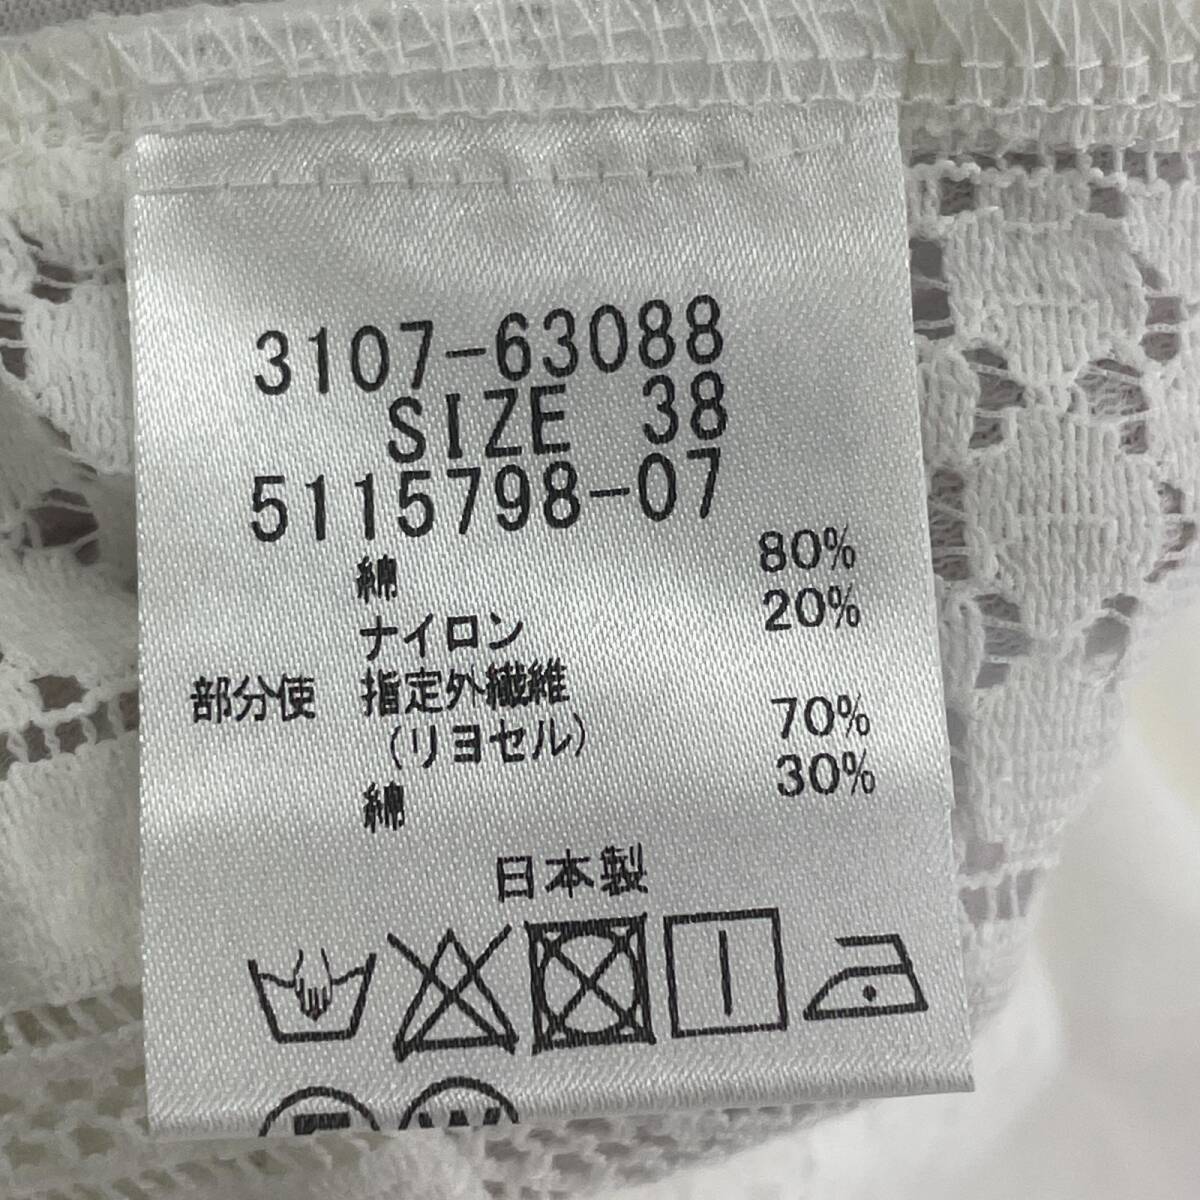 3107-63088
SIZE 38
5115798-07
綿 80%
ナイロン 20%
部分使 指定外繊維
(リヨセル) 70%
綿 30%
日本製